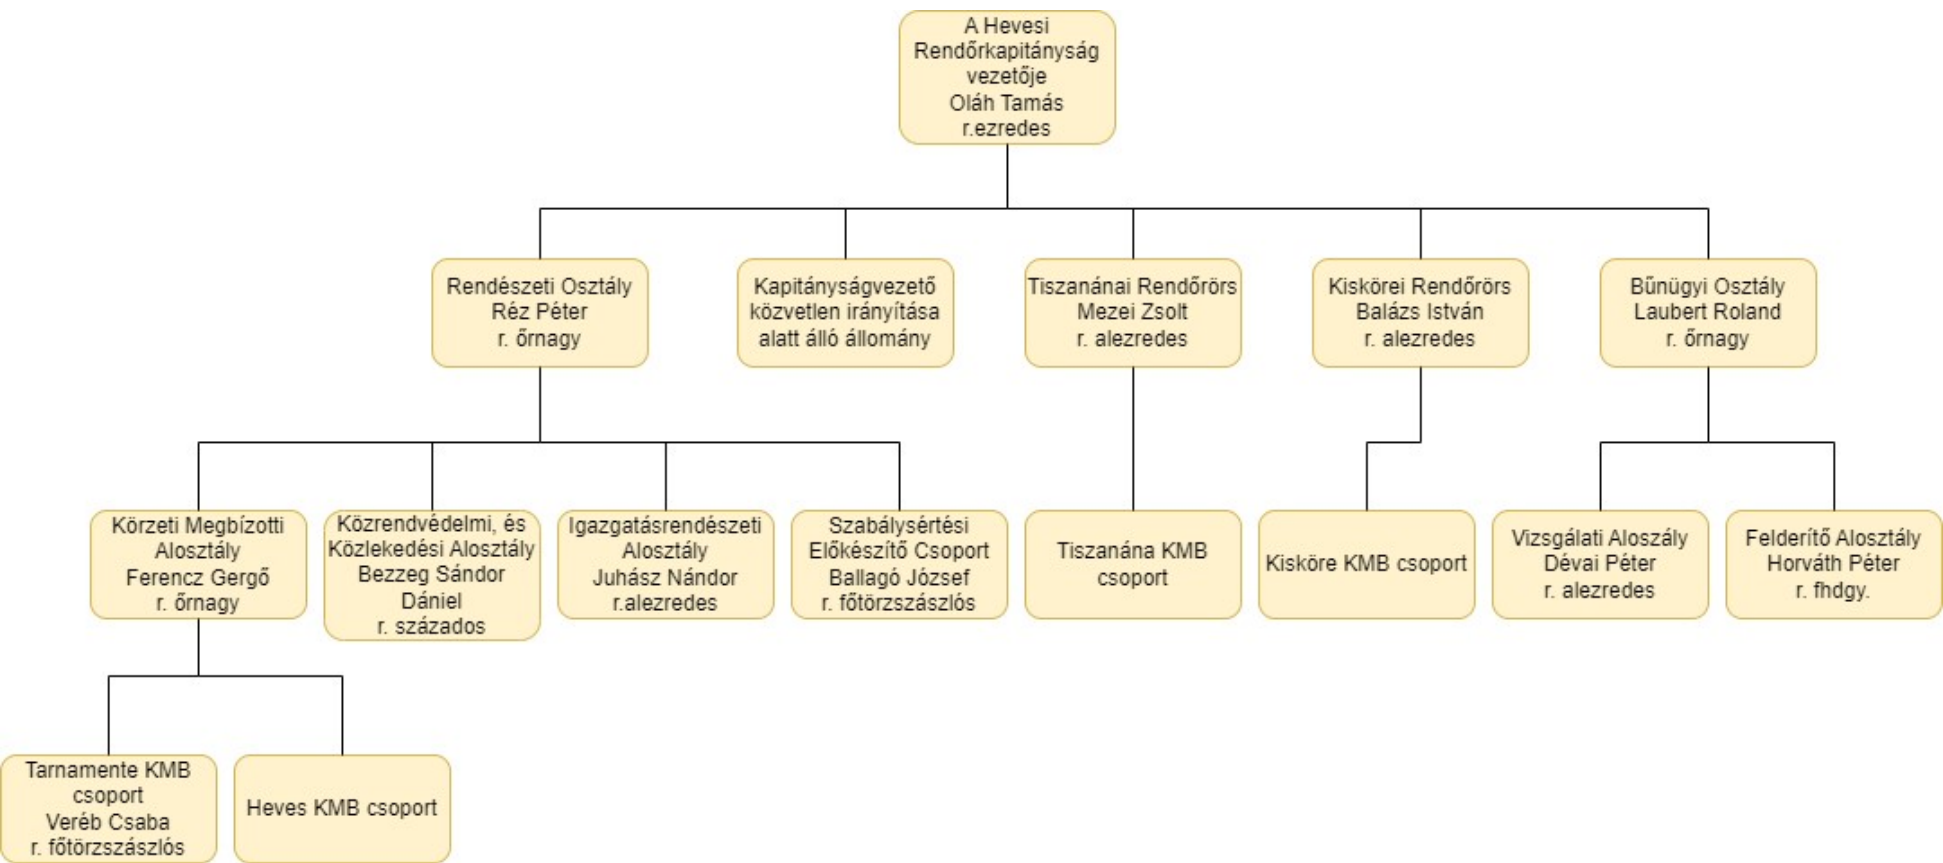 A Hevesi
Rendőrkapitányság
vezetője
Oláh Tamás
r.ezredes
Rendészeti Osztály
Réz Péter
r. őrnagy
Kapitányságvezető
közvetlen irányítása
alatt álló állomány
Tiszanánai Rendőrörs
Mezei Zsolt
r. alezredes
Kiskörei Rendőrörs
Balázs István
r. alezredes
Bűnügyi Osztály
Laubert Roland
r. őrnagy
Körzeti Megbízotti
Alosztály
Ferencz Gergő
r. őrnagy
Közrendvédelmi, és
Közlekedési Alosztály
Bezzeg Sándor
Dániel
r. százados
Igazgatásrendészeti
Alosztály
Juhász Nándor
r.alezredes
Szabálysértési
Előkészítő Csoport
Ballagó József
r. főtörzszászlós
Tiszanána KMB
csoport
Kisköre KMB csoport
Vizsgálati Aloszály
Dévai Péter
r. alezredes
Felderítő Alosztály
Horváth Péter
r. fhdgy.
Tarnamente KMB
csoport
Veréb Csaba
r. főtörzszászlós
Heves KMB csoport